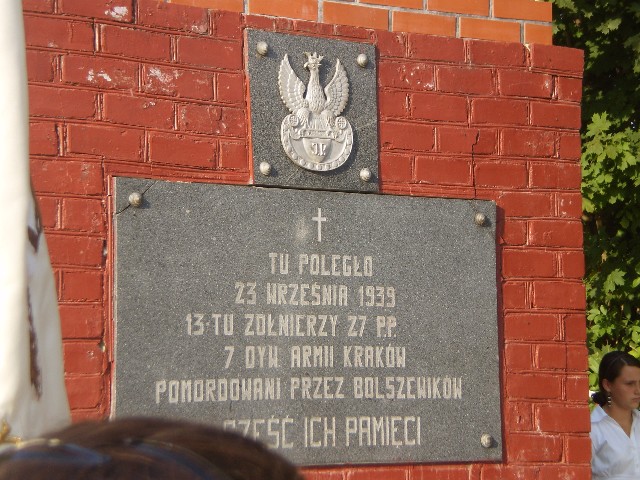 TU POLEGŁO
23 WRZEŚNIA 1939
13-TU ŻOŁNIERZY 27 P.P.
7 DYW. ARMII KRAKÓW
POMORDOWANI PRZEZ BOLSZEWIKÓW
CZEŚĆ ICH PAMIĘCI